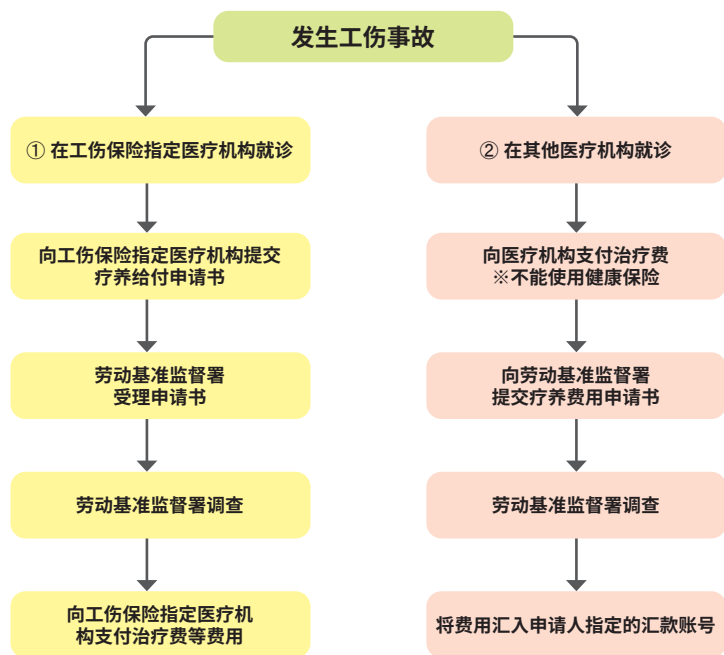 发生工伤事故
① 在工伤保险指定医疗机构就诊
向工伤保险指定医疗机构提交
疗养给付申请书
劳动基准监督署
受理申请书
劳动基准监督署调查
向工伤保险指定医疗机
构支付治疗费等费用
② 在其他医疗机构就诊
向医疗机构支付治疗费
※不能使用健康保险
向劳动基准监督署
提交疗养费用申请书
劳动基准监督署调查
将费用汇入申请人指定的汇款账号